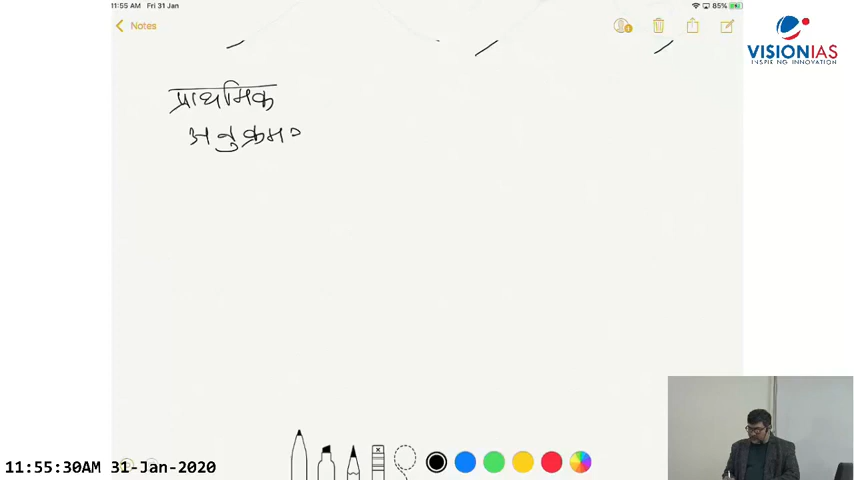 11:55 AM Fri 31 Jan
85%
Notes
VISIONIAS
INSPIRING INNOVATION
प्राथमिक
अनुक्रम
11:55:30AM 31-Jan-2020